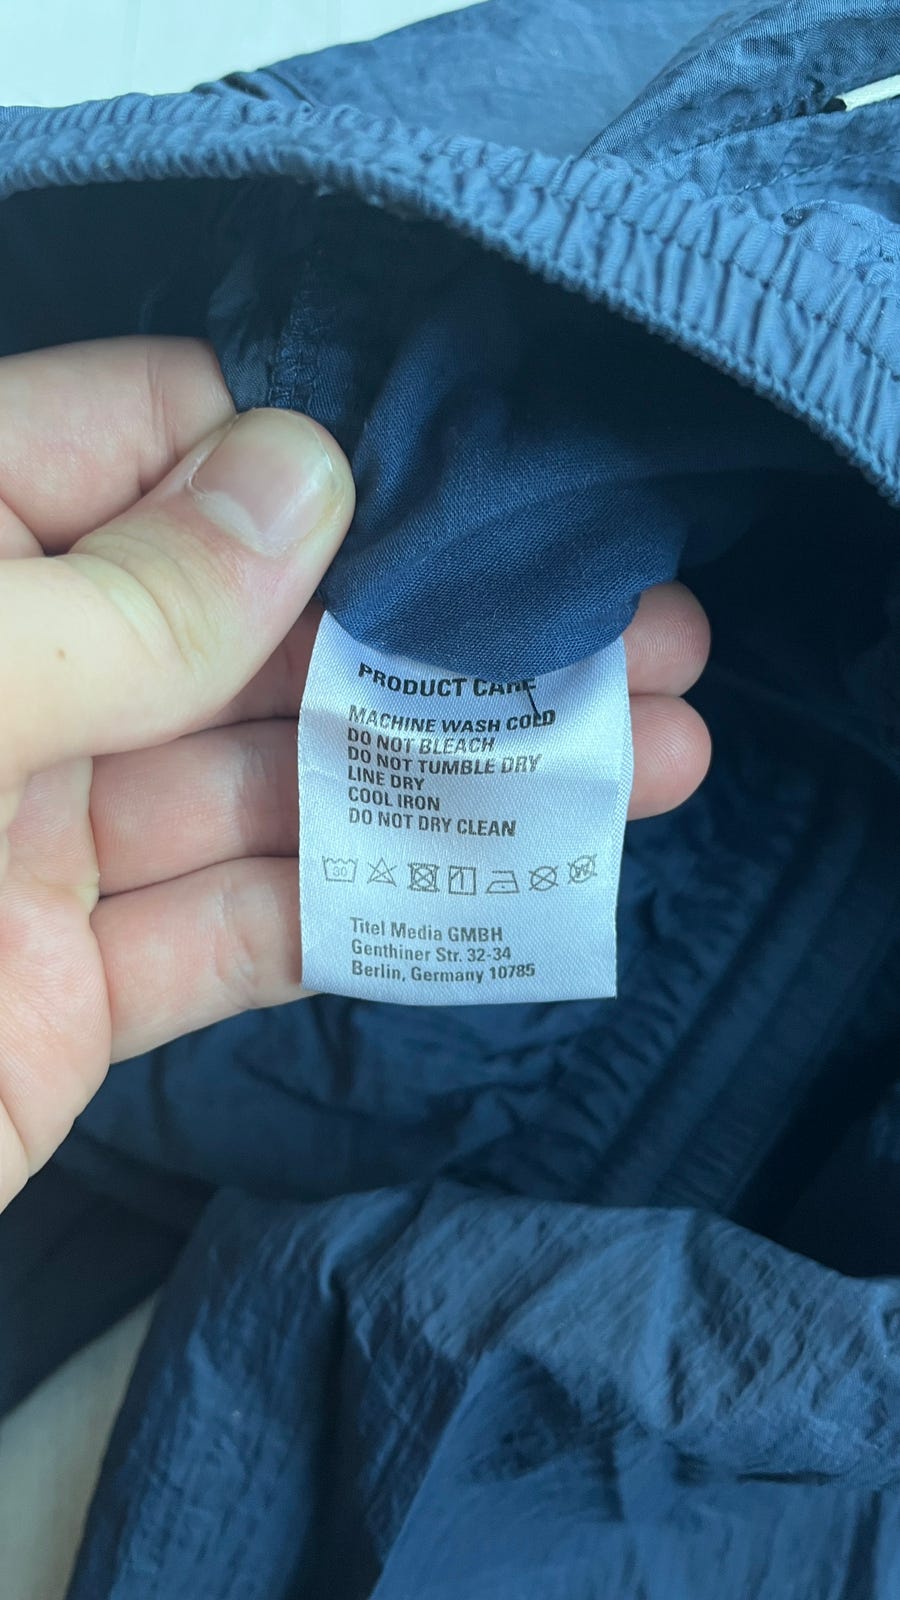 PRODUCT CARE
MACHINE WASH COLD
DO NOT BLEACH
DO NOT TUMBLE DRY
LINE DRY
COOL IRON
DO NOT DRY CLEAN
30 W
Titel Media GMBH
Genthiner Str. 32-34
Berlin, Germany 10785